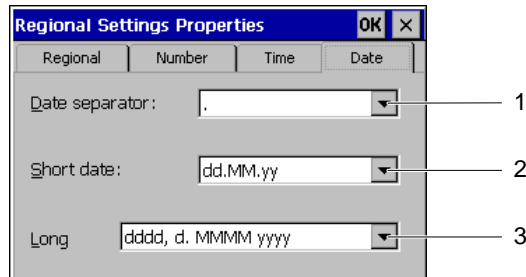 Regional Settings Properties OK ×
Regional Number Time Date
Date separator: . 1
Short date: dd.MM.yy 2
Long dddd, d. MMMM yyyy 3